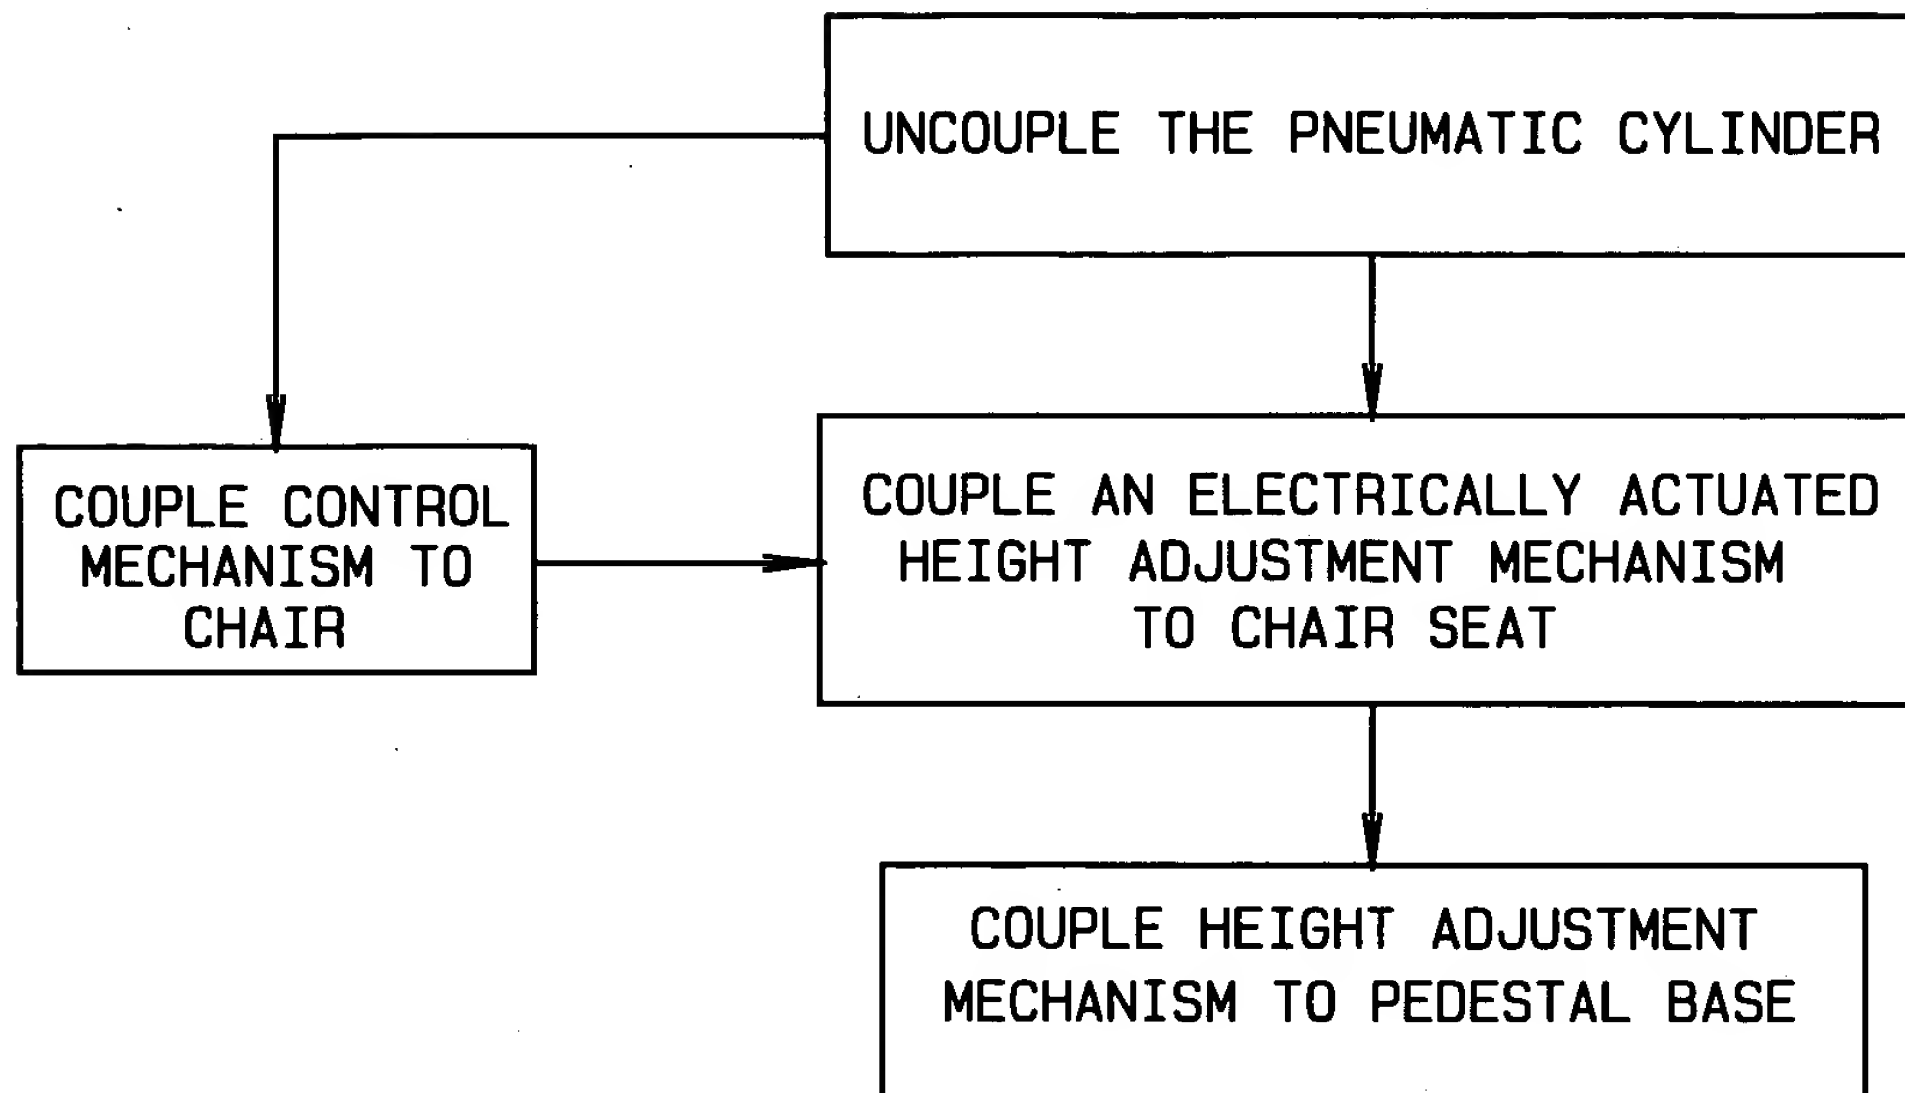 UNCOUPLE THE PNEUMATIC CYLINDER
COUPLE CONTROL
MECHANISM TO
CHAIR
COUPLE AN ELECTRICALLY ACTUATED
HEIGHT ADJUSTMENT MECHANISM
TO CHAIR SEAT
COUPLE HEIGHT ADJUSTMENT
MECHANISM TO PEDESTAL BASE